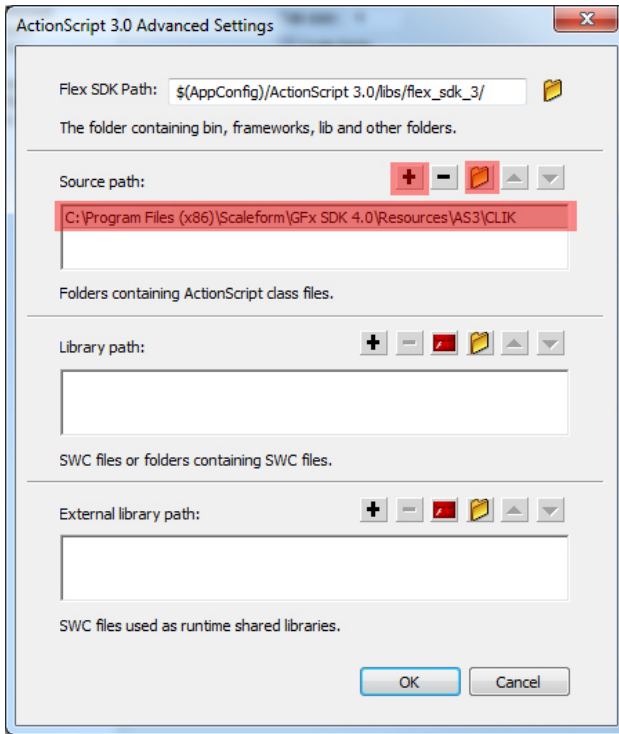 ActionScript 3.0 Advanced Settings
Flex SDK Path: $(AppConfig)/ActionScript 3.0/libs/flex_sdk_3/
The folder containing bin, frameworks, lib and other folders.
Source path:
C:\Program Files (x86)\Scaleform\GFx SDK 4.0\Resources\AS3\CLIK
Folders containing ActionScript class files.
Library path:
SWC files or folders containing SWC files.
External library path:
SWC files used as runtime shared libraries.
OK Cancel